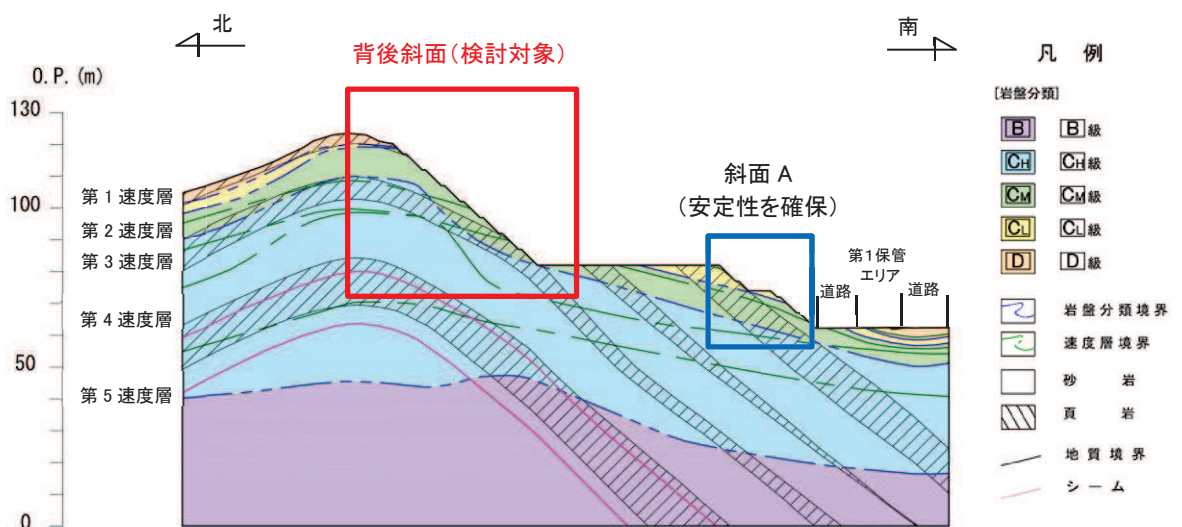 北
南
背後斜面(検討対象)
O.P.(m)
130
100
50
0
第1速度層
第2速度層
第3速度層
第4速度層
第5速度層
斜面 A
(安定性を確保)
第1保管
エリア
道路
道路
凡 例
[岩盤分類]
B B級
CH CH級
CM CM級
CL CL級
D D級
岩盤分類境界
速度層境界
砂 岩
頁 岩
地質境界
シーム